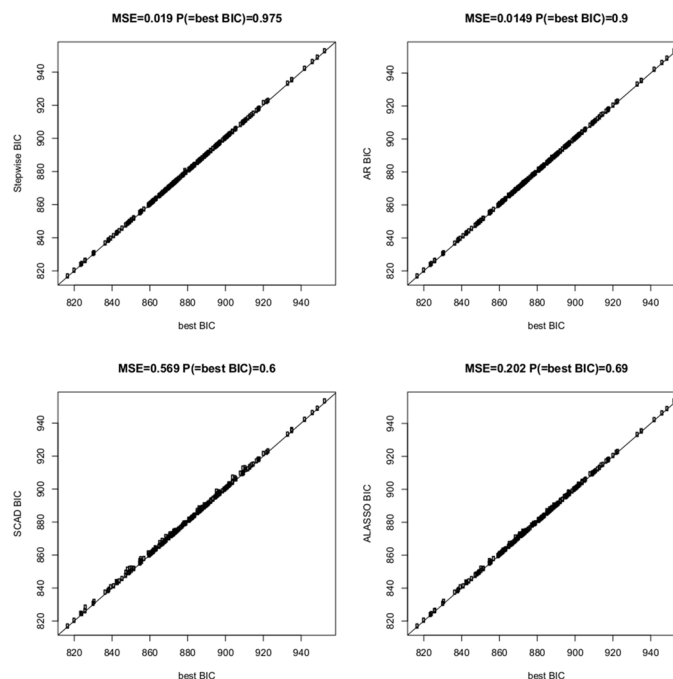 MSE=0.019 P(=best BIC)=0.975
Stepwise BIC
820 840 860 880 900 920 940
820 840 860 880 900 920 940
best BIC
MSE=0.0149 P(=best BIC)=0.9
AR BIC
820 840 860 880 900 920 940
820 840 860 880 900 920 940
best BIC
MSE=0.569 P(=best BIC)=0.6
SCAD BIC
820 840 860 880 900 920 940
820 840 860 880 900 920 940
best BIC
MSE=0.202 P(=best BIC)=0.69
ALASSO BIC
820 840 860 880 900 920 940
820 840 860 880 900 920 940
best BIC